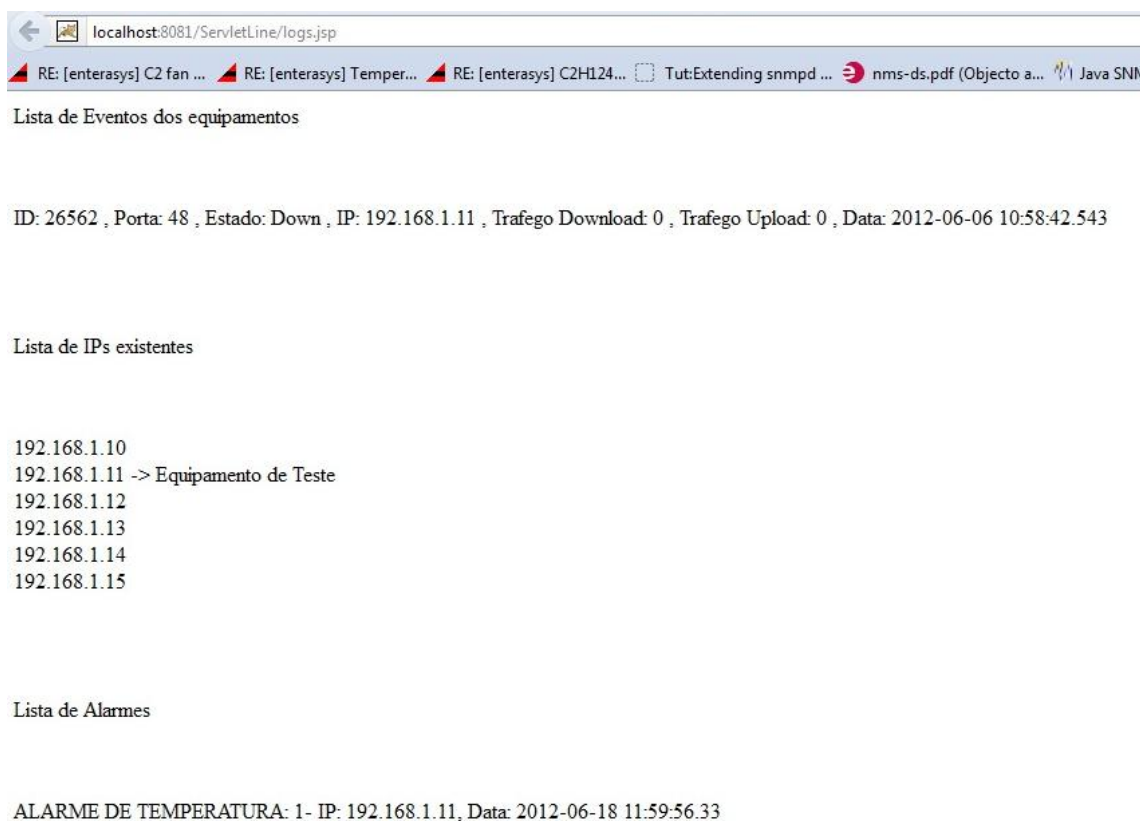 localhost:8081/ServletLine/logs.jsp
RE: [enterasys] C2 fan ... RE: [enterasys] Temper... RE: [enterasys] C2H124... Tut:Extending snmpd ... nms-ds.pdf (Objecto a... Java SNM
Lista de Eventos dos equipamentos
ID: 26562 , Porta: 48 , Estado: Down , IP: 192.168.1.11 , Trafego Download: 0 , Trafego Upload: 0 , Data: 2012-06-06 10:58:42.543
Lista de IPs existentes
192.168.1.10
192.168.1.11 -> Equipamento de Teste
192.168.1.12
192.168.1.13
192.168.1.14
192.168.1.15
Lista de Alarmes
ALARME DE TEMPERATURA: 1- IP: 192.168.1.11, Data: 2012-06-18 11:59:56.33